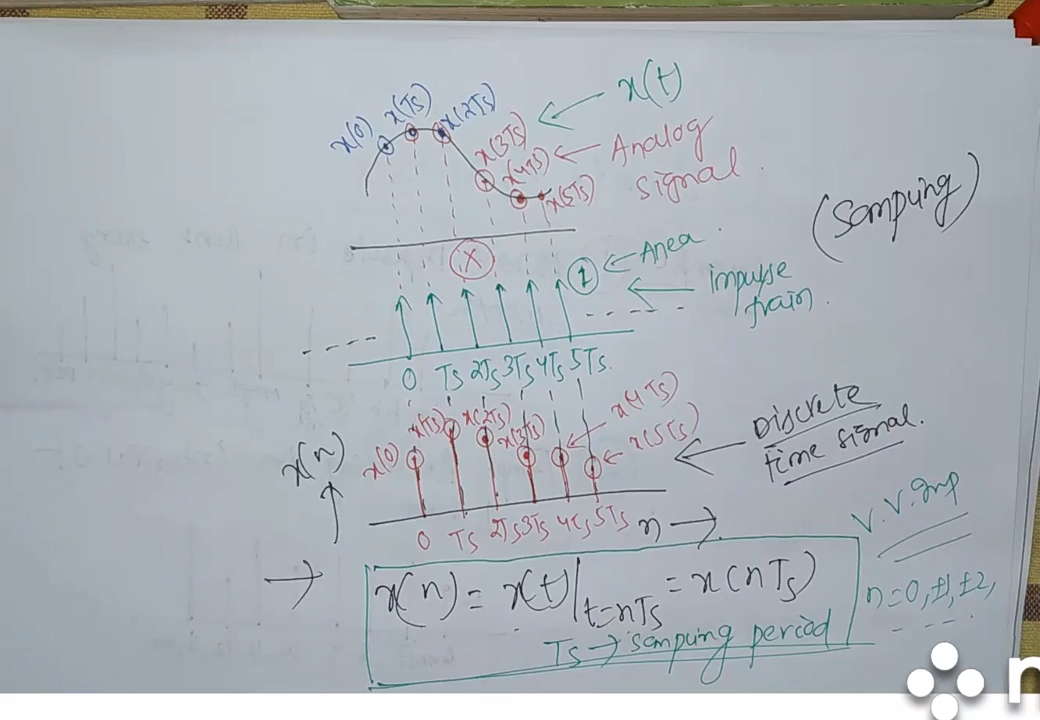 x(t)
x(0) x(Ts) x(2Ts)
x(3Ts)
x(4Ts)
x(5Ts)
Analog
signal.
(Sampling)
X
1
Area
impulse
train.
0 Ts 2Ts 3Ts 4Ts 5Ts.
x(n)
x(0) x(Ts) x(2Ts) x(3Ts) x(4Ts)
x(5Ts)
Discrete
time signal.
0 Ts 2Ts 3Ts 4Ts 5Ts n
V.V.Imp
x(n) = x(t)|t=nTs = x(nTs)
n=0,±1,±2,
Ts → sampling period
n